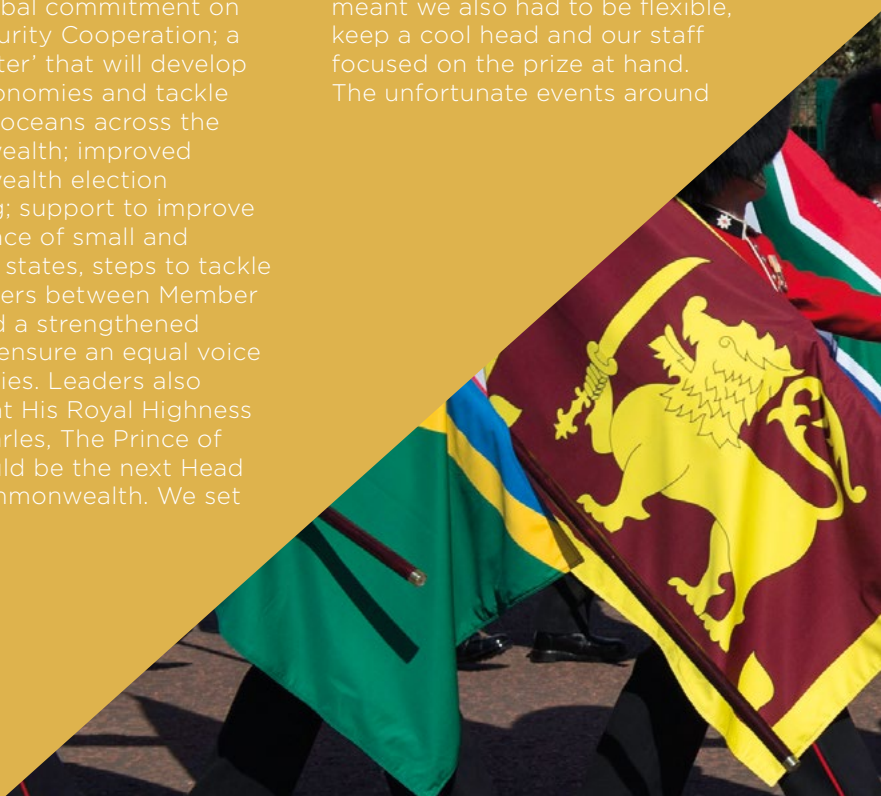 bal commitment on
urity Cooperation; a
ter’ that will develop
onomies and tackle
oceans across the
ealth; improved
ealth election
g; support to improve
nce of small and
states, steps to tackle
ers between Member
d a strengthened
ensure an equal voice
ies. Leaders also
at His Royal Highness
arles, The Prince of
uld be the next Head
mmonwealth. We set
meant we also had to be flexible,
keep a cool head and our staff
focused on the prize at hand.
The unfortunate events around